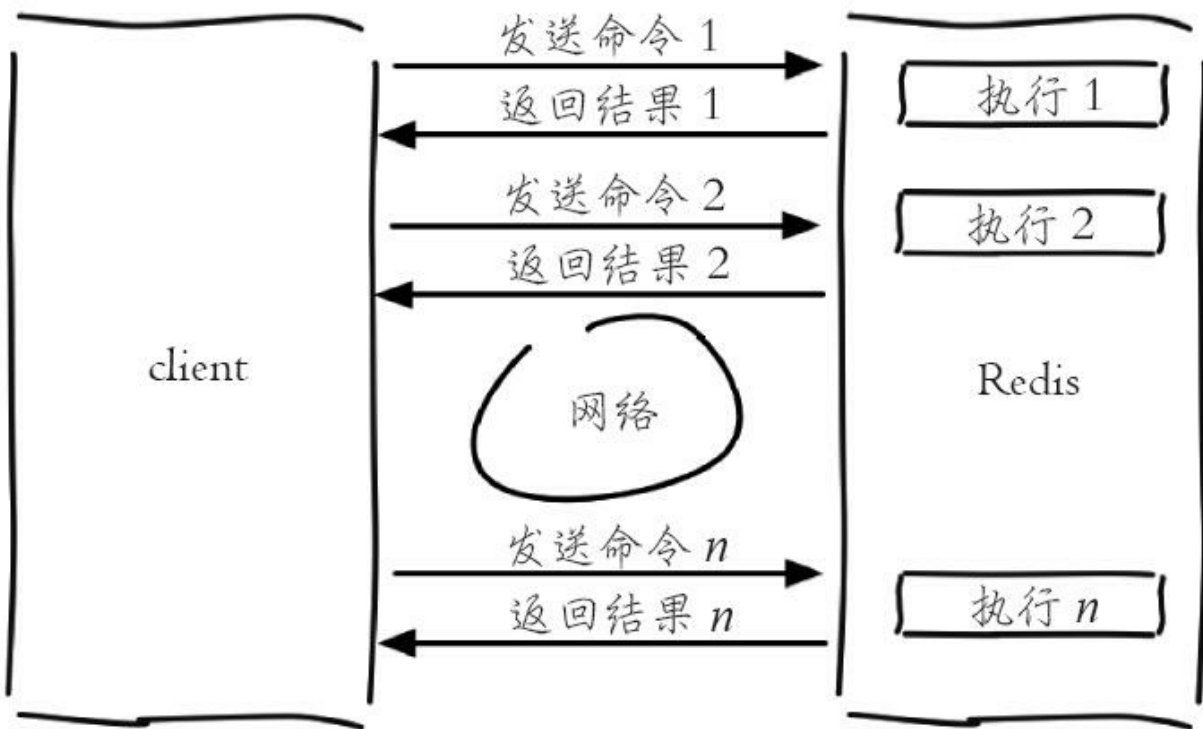 发送命令 1
执行 1
返回结果 1
发送命令 2
执行 2
返回结果 2
client
网络
Redis
发送命令 n
执行 n
返回结果 n